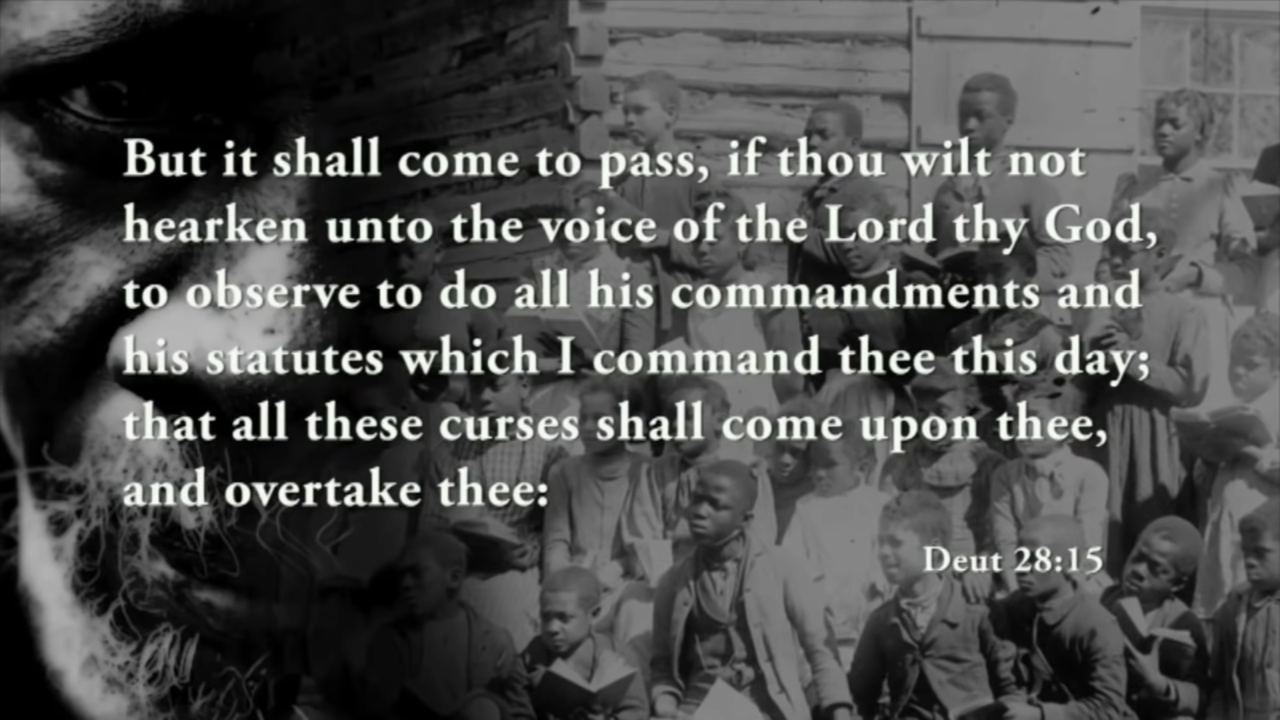 But it shall come to pass, if thou wilt not
hearken unto the voice of the Lord thy God,
to observe to do all his commandments and
his statutes which I command thee this day;
that all these curses shall come upon thee,
and overtake thee:
Deut 28:15